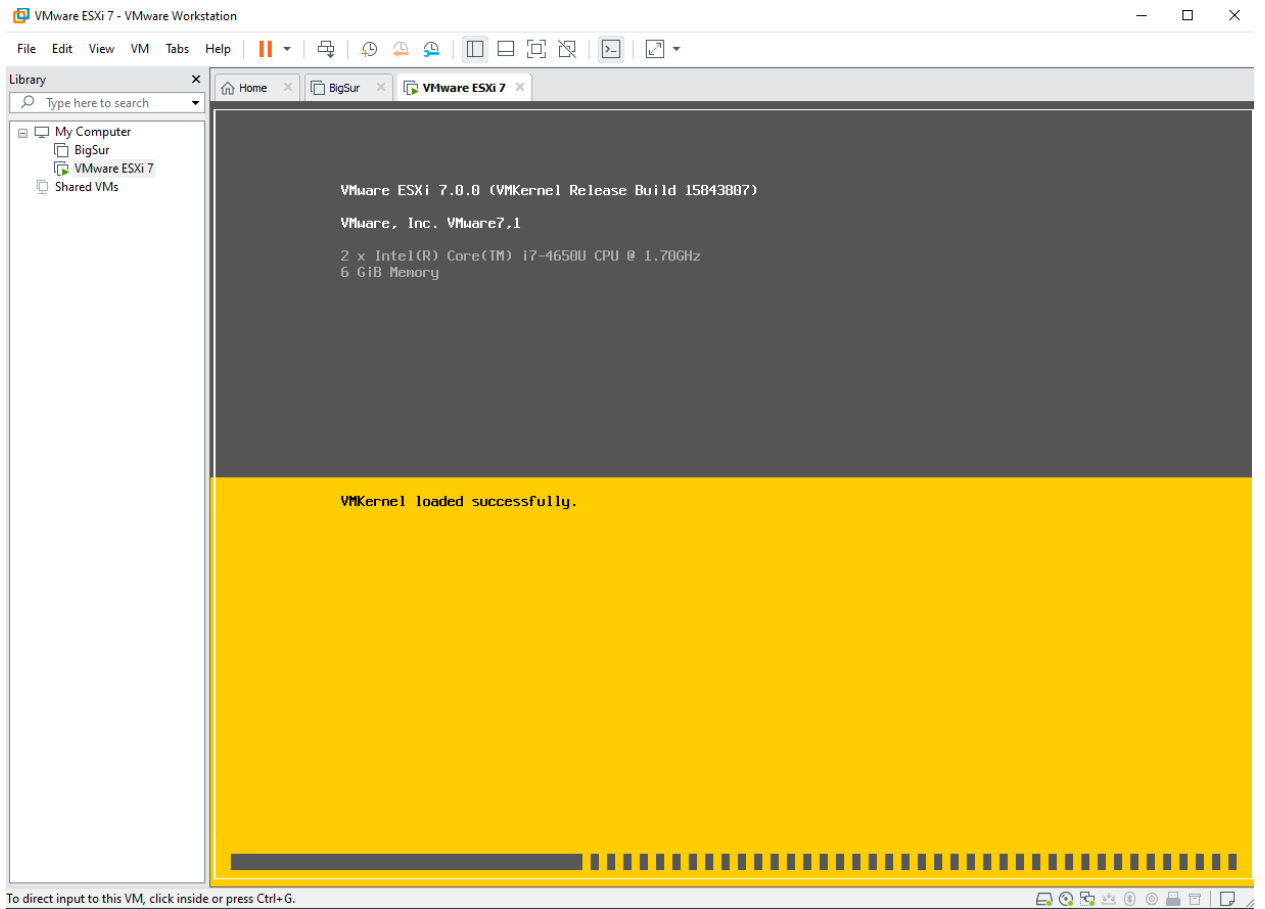 VMware ESXi 7 - VMware Workstation
File Edit View VM Tabs Help
Library
Type here to search
My Computer
BigSur
VMware ESXi 7
Shared VMs
Home
BigSur
VMware ESXi 7
VMware ESXi 7.0.0 (VMKernel Release Build 15843807)
VMware, Inc. VMware7,1
2 x Intel(R) Core(TM) i7-4650U CPU @ 1.70GHz
6 GiB Memory
VMKernel loaded successfully.
To direct input to this VM, click inside or press Ctrl+G.